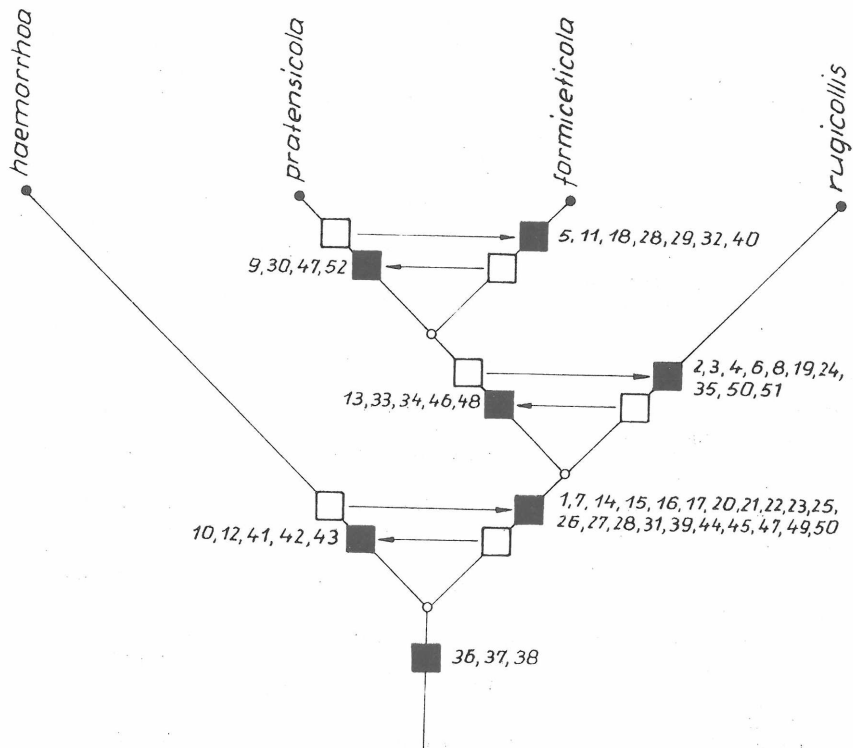 haemorrhoa
pratensicola
formiceticola
rugicollis
5, 11, 18, 28, 29, 32, 40
9, 30, 47, 52
2, 3, 4, 6, 8, 19, 24,
35, 50, 51
13, 33, 34, 46, 48
1, 7, 14, 15, 16, 17, 20, 21, 22, 23, 25,
26, 27, 28, 31, 39, 44, 45, 47, 49, 50
10, 12, 41, 42, 43
36, 37, 38